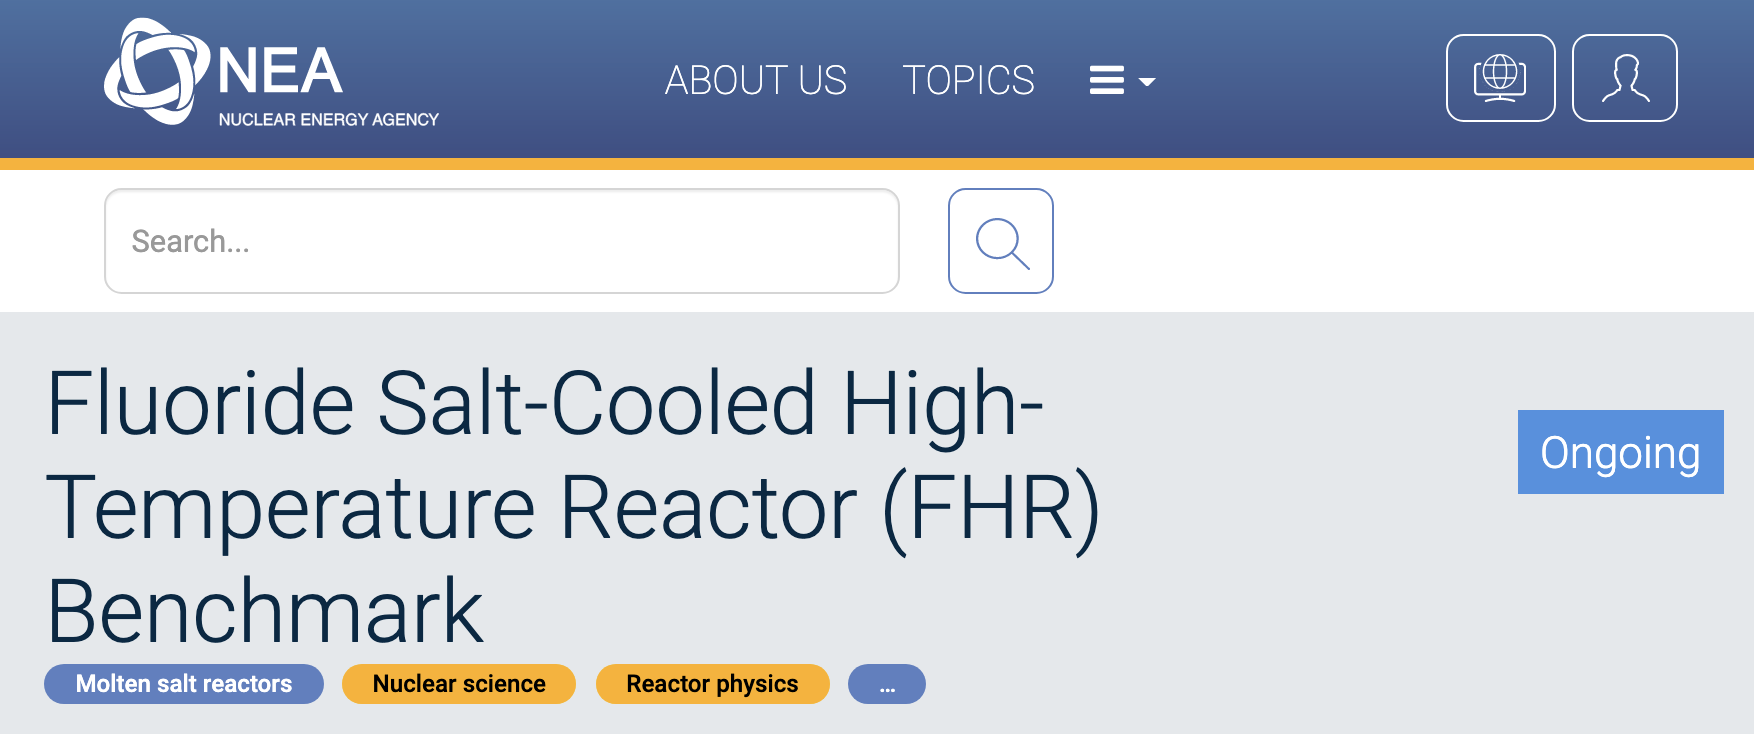 NEA
NUCLEAR ENERGY AGENCY
ABOUT US
TOPICS
Search...
Fluoride Salt-Cooled High-
Temperature Reactor (FHR)
Benchmark
Ongoing
Molten salt reactors
Nuclear science
Reactor physics
...